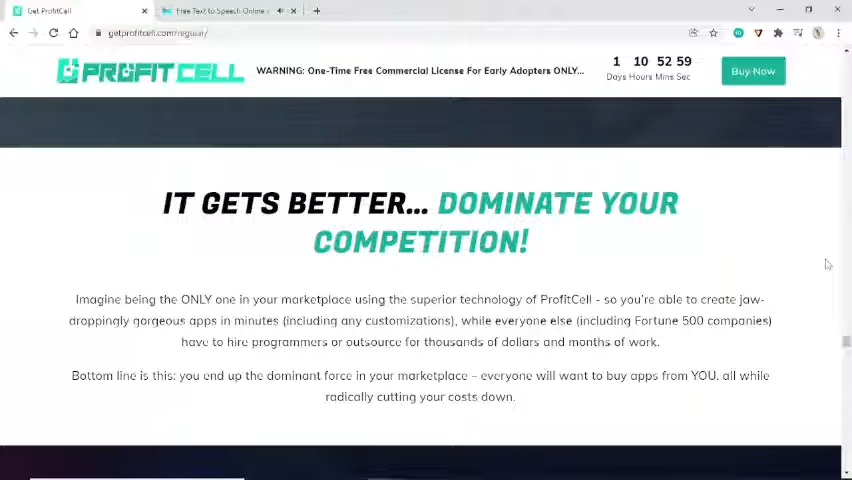 Get ProfitCell
Free Text to Speech Online
getprofitcell.com/regular/
PROFIT CELL
WARNING: One-Time Free Commercial License For Early Adopters ONLY...
1 10 52 59
Days Hours Mins Sec
Buy Now
IT GETS BETTER... DOMINATE YOUR
COMPETITION!
Imagine being the ONLY one in your marketplace using the superior technology of ProfitCell - so you're able to create jaw-
droppingly gorgeous apps in minutes (including any customizations), while everyone else (including Fortune 500 companies)
have to hire programmers or outsource for thousands of dollars and months of work.
Bottom line is this: you end up the dominant force in your marketplace – everyone will want to buy apps from YOU, all while
radically cutting your costs down.